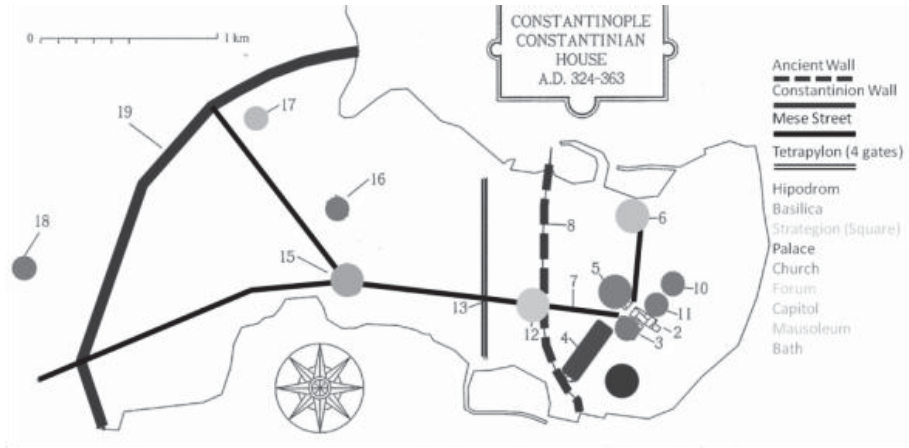 CONSTANTINOPLE
CONSTANTINIAN
HOUSE
A.D. 324-363
0 1 km
Ancient Wall
Constantinion Wall
Mese Street
Tetrapylon (4 gates)
Hipodrom
Basilica
Strategion (Square)
Palace
Church
Forum
Capitol
Mausoleum
Bath
17
19
16
18
15
6
8
5
7
10
11
13
2
12
4
3